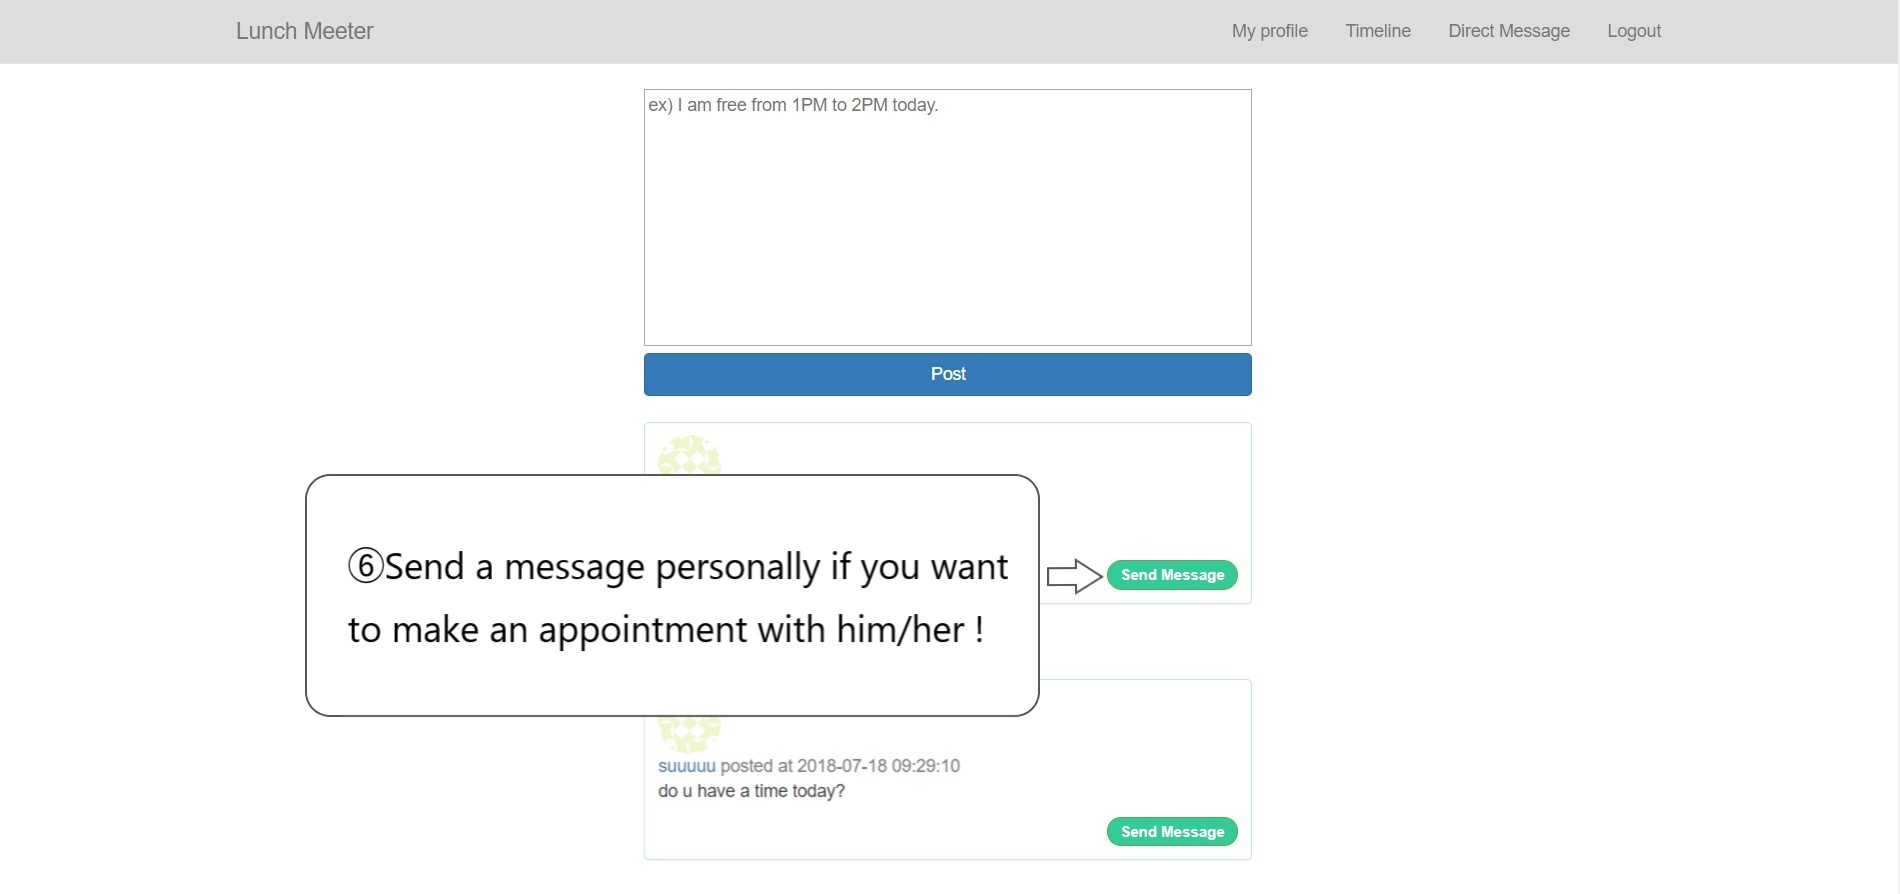 Lunch Meeter
My profile
Timeline
Direct Message
Logout
ex) I am free from 1PM to 2PM today.
Post
⑥Send a message personally if you want
to make an appointment with him/her !
Send Message
suuuuu posted at 2018-07-18 09:29:10
do u have a time today?
Send Message